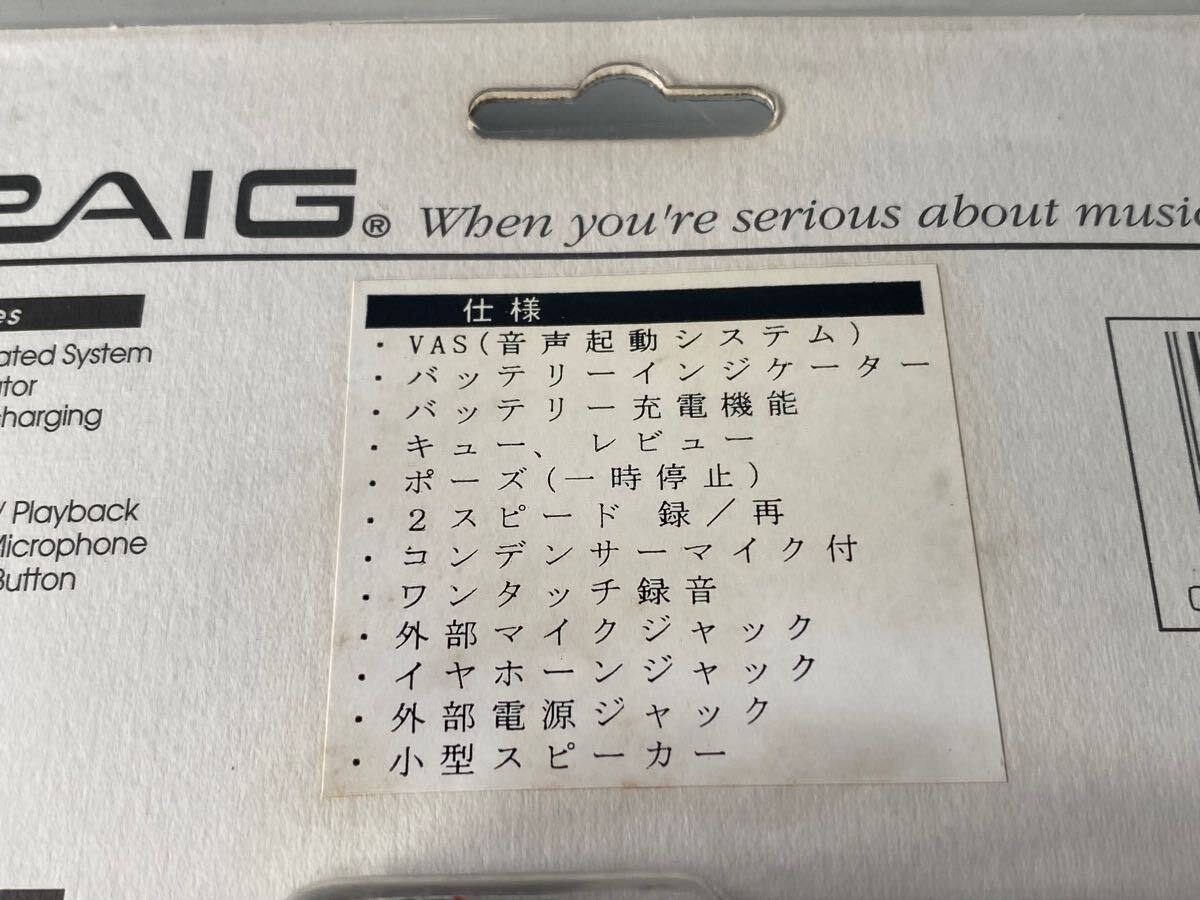 AIG® When you're serious about music
ated System
harging
/ Playback
Microphone
Button
仕様
・VAS(音声起動システム)
・バッテリーインジケーター
・バッテリー充電機能
・キュー、レビュー
・ポーズ(一時停止)
・2スピード 録/再
・コンデンサーマイク付
・ワンタッチ録音
・外部マイクジャック
・イヤホーンジャック
・外部電源ジャック
・小型スピーカー